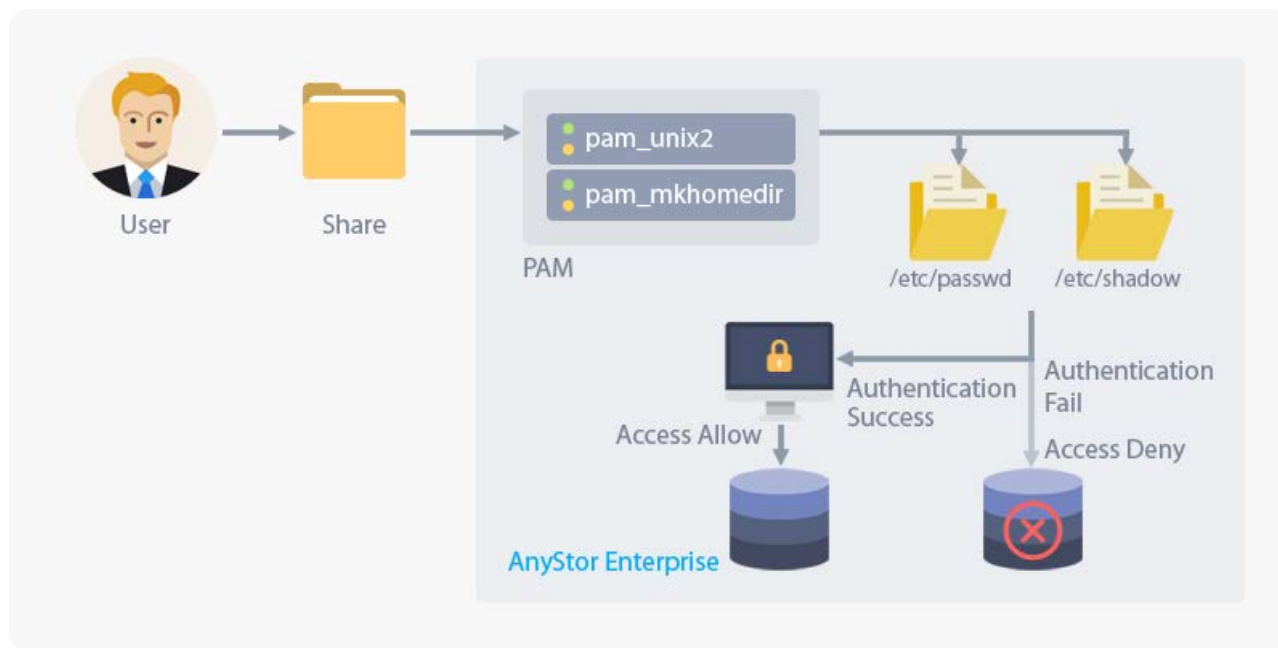 pam_unix2
pam_mkhomedir
User
Share
PAM
/etc/passwd
/etc/shadow
Authentication
Success
Authentication
Fail
Access Allow
Access Deny
AnyStor Enterprise